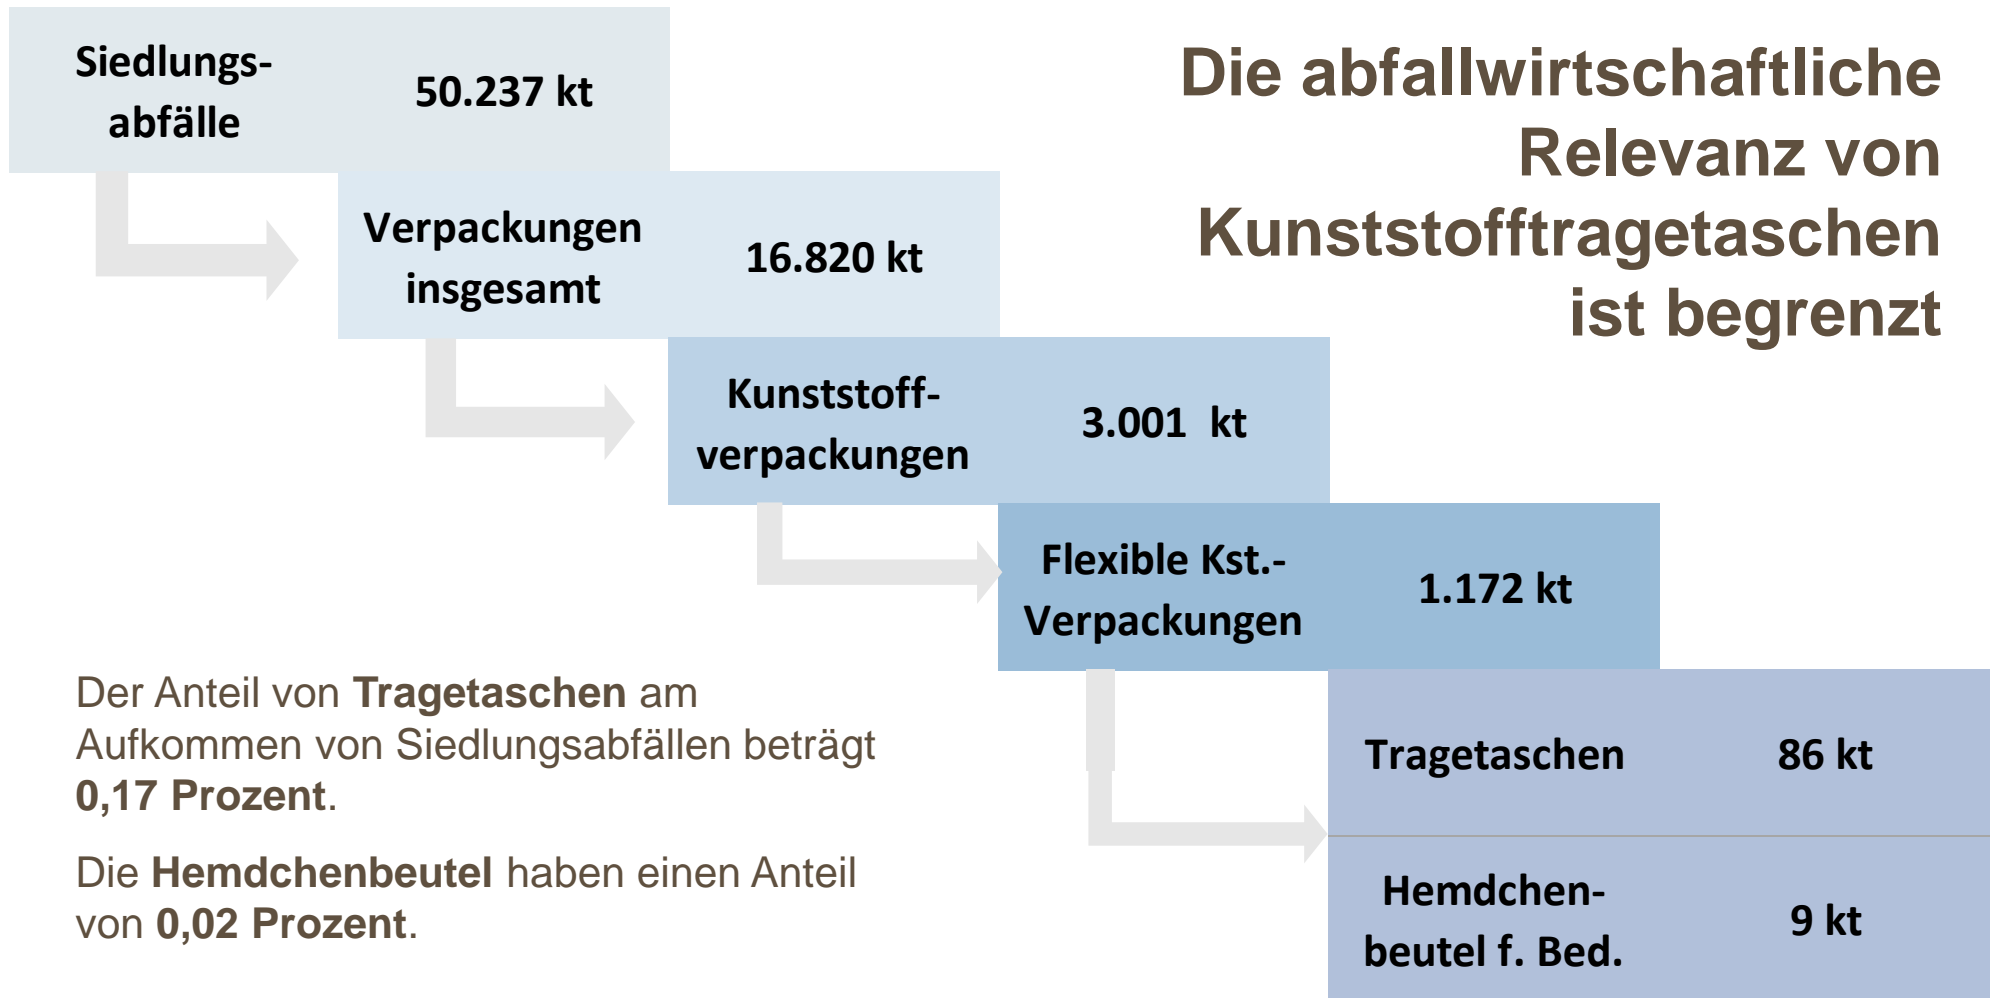 Die abfallwirtschaftliche
Relevanz von
Kunststofftragetaschen
ist begrenzt
Siedlungs-
abfälle
50.237 kt
Verpackungen
insgesamt
16.820 kt
Kunststoff-
verpackungen
3.001 kt
Flexible Kst.-
Verpackungen
1.172 kt
Tragetaschen
86 kt
Hemdchen-
beutel f. Bed.
9 kt
Der Anteil von Tragetaschen am
Aufkommen von Siedlungsabfällen beträgt
0,17 Prozent.
Die Hemdchenbeutel haben einen Anteil
von 0,02 Prozent.